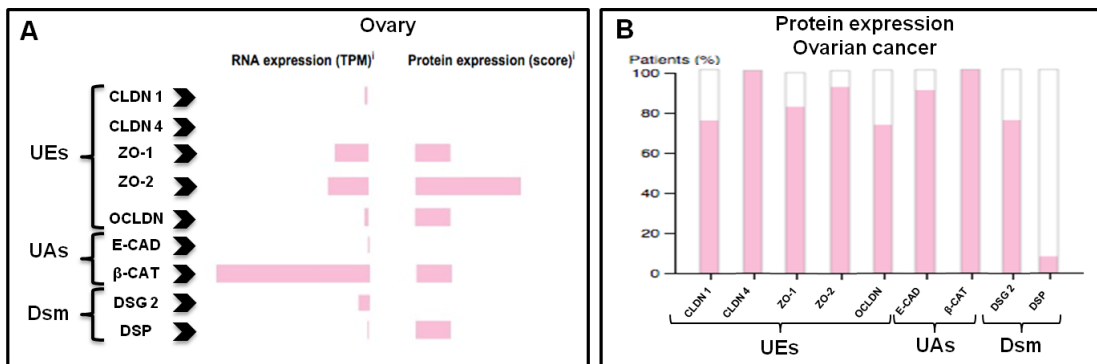 A
Ovary
RNA expression (TPM)i
Protein expression (score)i
CLDN 1
CLDN 4
UEs
ZO-1
ZO-2
OCLDN
UAs
E-CAD
β-CAT
Dsm
DSG 2
DSP
B
Protein expression
Ovarian cancer
Patients (%)
100
80
60
40
20
0
CLDN 1
CLDN 4
ZO-1
ZO-2
OCLDN
E-CAD
β-CAT
DSG 2
DSP
UEs
UAs
Dsm